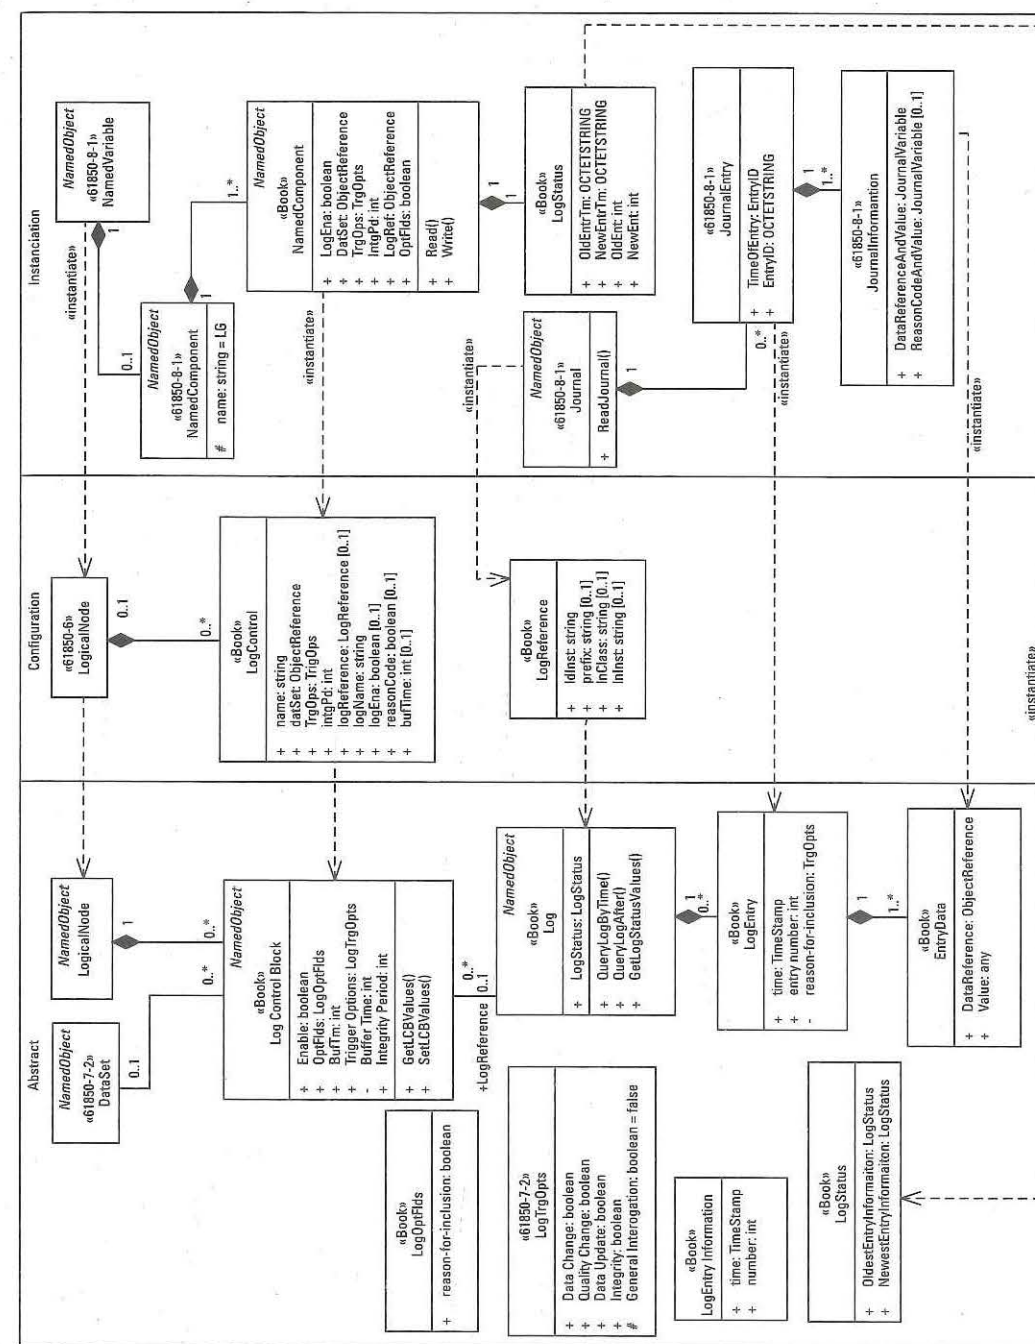 Abstract
NamedObject
«61850-7-2»
DataSet
0..1
0..*
NamedObject
LogicalNode
1
0..*
NamedObject
«Book»
Log Control Block
+ Enable: boolean
+ OptFlds: LogOptFlds
+ BufTm: int
+ Trigger Options: LogTrgOpts
- Buffer Time: int
+ Integrity Period: int
+ GetLCBValues()
+ SetLCBValues()
«Book»
LogOptFlds
+ reason-for-inclusion: boolean
+LogReference
0..*
0..1
«61850-7-2»
LogTrgOpts
+ Data Change: boolean
+ Quality Change: boolean
+ Data Update: boolean
+ Integrity: boolean
# General Interogation: boolean = false
NamedObject
«Book»
Log
+ LogStatus: LogStatus
+ QueryLogByTime()
+ QueryLogAfter()
+ GetLogStatusValues()
1
0..*
«Book»
LogEntry Information
+ time: TimeStamp
+ number: int
«Book»
LogEntry
+ time: TimeStamp
+ entry number: int
- reason-for-inclusion: TrgOpts
1
1..*
«Book»
LogStatus
+ OldestEntryInformaiton: LogStatus
+ NewestEntryInformaiton: LogStatus
«Book»
EntryData
+ DataReference: ObjectReference
+ Value: any
Configuration
«61850-6»
LogicalNode
0..1
0..*
«Book»
LogControl
+ name: string
+ datSet: ObjectReference
+ TrgOps: TrigOps
+ intgPd: int
+ logReference: LogReference [0..1]
+ logName: string
+ logEna: boolean [0..1]
+ reasonCode: boolean [0..1]
+ bufTime: int [0..1]
«Book»
LogReference
+ ldInst: string
+ prefix: string [0..1]
+ lnClass: string [0..1]
+ lnInst: string [0..1]
«instantiate»
Instanciation
NamedObject
«61850-8-1»
NamedVariable
1
«instantiate»
0..1
NamedObject
«61850-8-1»
NamedComponent
# name: string = LG
1
1..*
NamedObject
«Book»
NamedComponent
+ LogEna: boolean
+ DatSet: ObjectReference
+ TrgOps: TrgOpts
+ IntgPd: int
+ LogRef: ObjectReference
+ OptFlds: boolean
+ Read()
+ Write()
«instantiate»
1
1
«Book»
LogStatus
+ OldEntrTm: OCTETSTRING
+ NewEntrTm: OCTETSTRING
+ OldEnt: int
+ NewEnt: int
«instantiate»
NamedObject
«61850-8-1»
Journal
+ ReadJournal()
1
0..*
«61850-8-1»
JournalEntry
+ TimeOfEntry: EntryID
+ EntryID: OCTETSTRING
«instantiate»
1
1..*
«61850-8-1»
JournalInformantion
+ DataReferenceAndValue: JournalVariable
+ ReasonCodeAndValue: JournalVariable [0..1]
«instantiate»